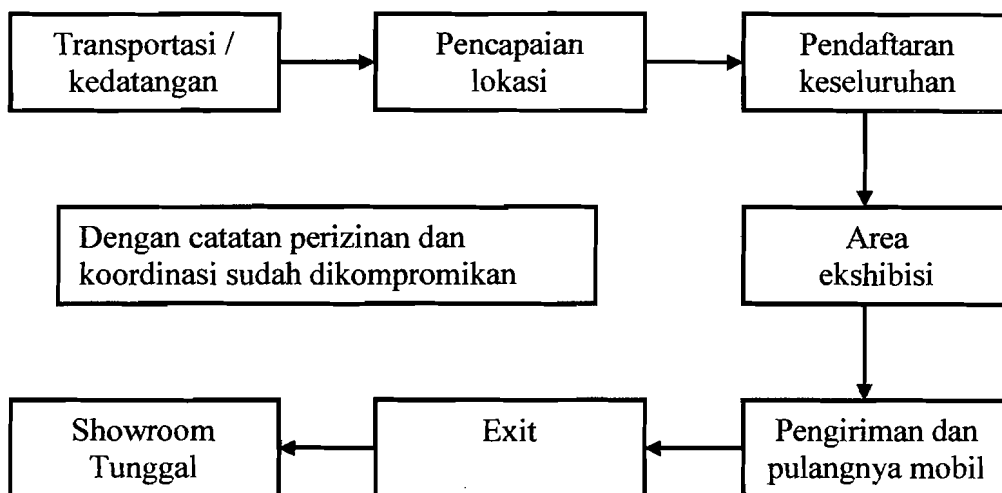 Transportasi /
kedatangan
Pencapaian
lokasi
Pendaftaran
keseluruhan
Dengan catatan perizinan dan
koordinasi sudah dikompromikan
Area
ekshibisi
Showroom
Tunggal
Exit
Pengiriman dan
pulangnya mobil